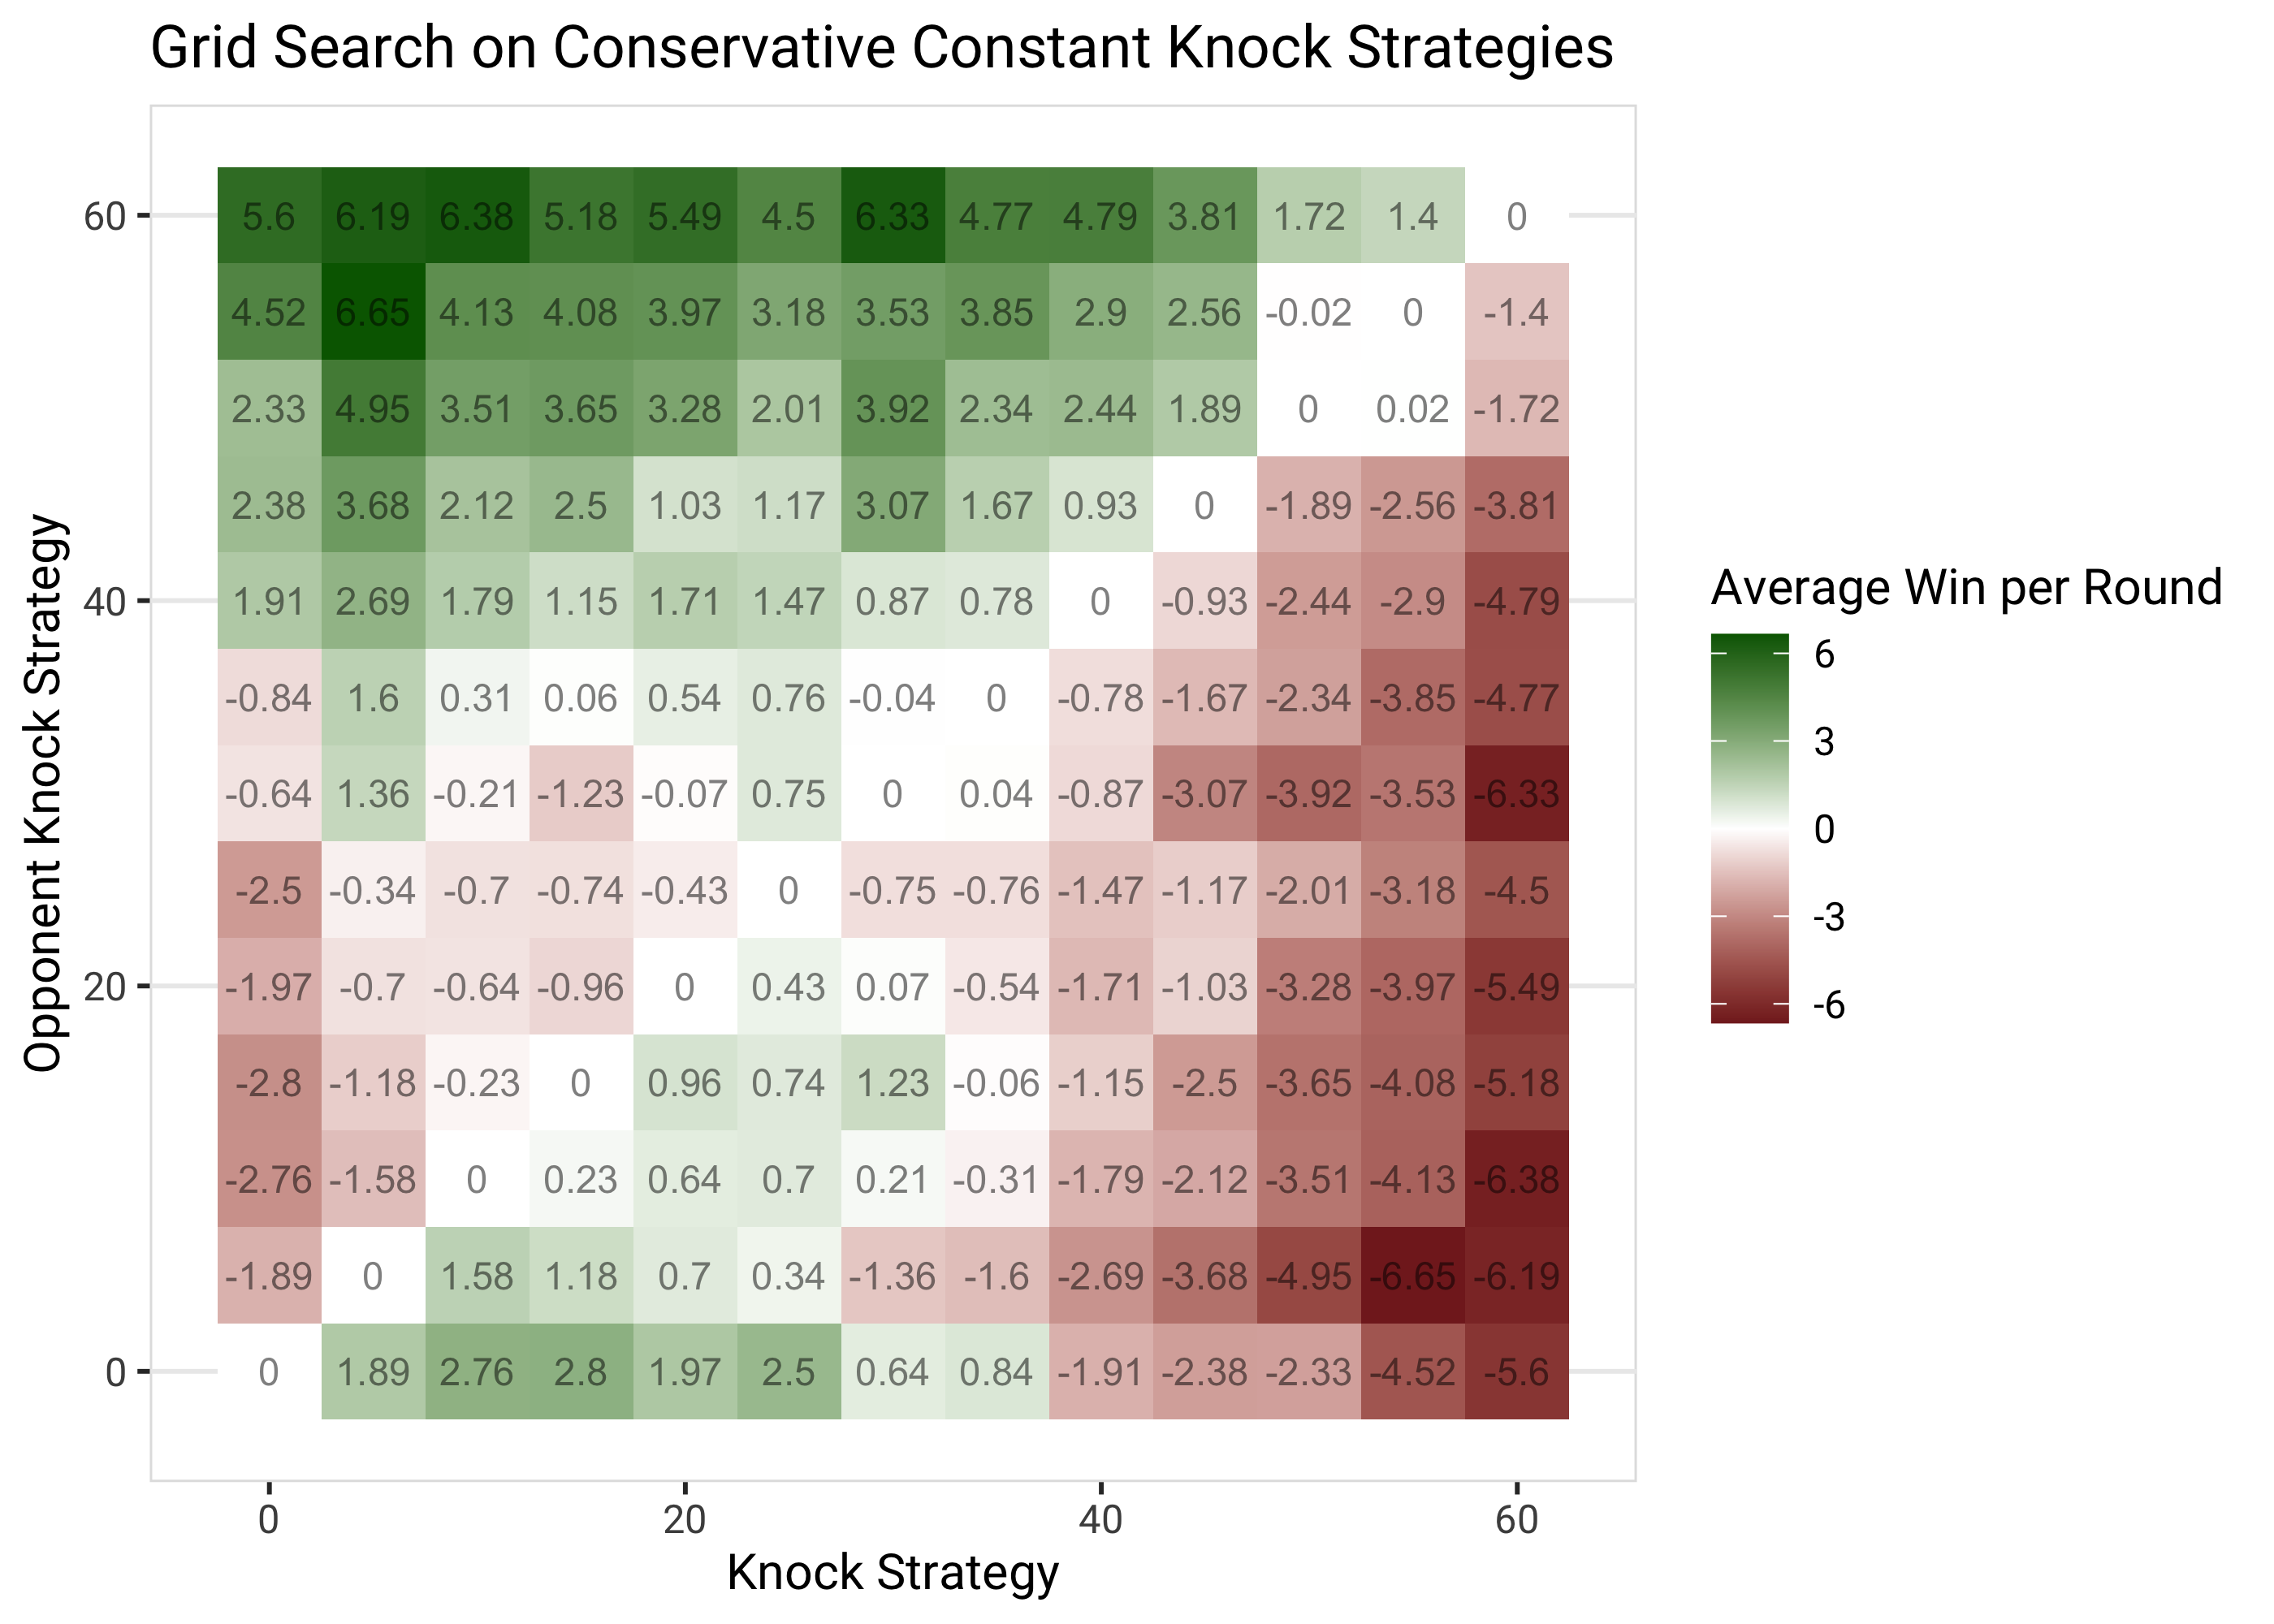 Grid Search on Conservative Constant Knock Strategies
Opponent Knock Strategy
60
5.6 6.19 6.38 5.18 5.49 4.5 6.33 4.77 4.79 3.81 1.72 1.4 0
4.52 6.65 4.13 4.08 3.97 3.18 3.53 3.85 2.9 2.56 -0.02 0 -1.4
2.33 4.95 3.51 3.65 3.28 2.01 3.92 2.34 2.44 1.89 0 0.02 -1.72
2.38 3.68 2.12 2.5 1.03 1.17 3.07 1.67 0.93 0 -1.89 -2.56 -3.81
40
1.91 2.69 1.79 1.15 1.71 1.47 0.87 0.78 0 -0.93 -2.44 -2.9 -4.79
-0.84 1.6 0.31 0.06 0.54 0.76 -0.04 0 -0.78 -1.67 -2.34 -3.85 -4.77
-0.64 1.36 -0.21 -1.23 -0.07 0.75 0 0.04 -0.87 -3.07 -3.92 -3.53 -6.33
-2.5 -0.34 -0.7 -0.74 -0.43 0 -0.75 -0.76 -1.47 -1.17 -2.01 -3.18 -4.5
20
-1.97 -0.7 -0.64 -0.96 0 0.43 0.07 -0.54 -1.71 -1.03 -3.28 -3.97 -5.49
-2.8 -1.18 -0.23 0 0.96 0.74 1.23 -0.06 -1.15 -2.5 -3.65 -4.08 -5.18
-2.76 -1.58 0 0.23 0.64 0.7 0.21 -0.31 -1.79 -2.12 -3.51 -4.13 -6.38
-1.89 0 1.58 1.18 0.7 0.34 -1.36 -1.6 -2.69 -3.68 -4.95 -6.65 -6.19
0
0 1.89 2.76 2.8 1.97 2.5 0.64 0.84 -1.91 -2.38 -2.33 -4.52 -5.6
0 20 40 60
Knock Strategy
Average Win per Round
6
3
0
-3
-6